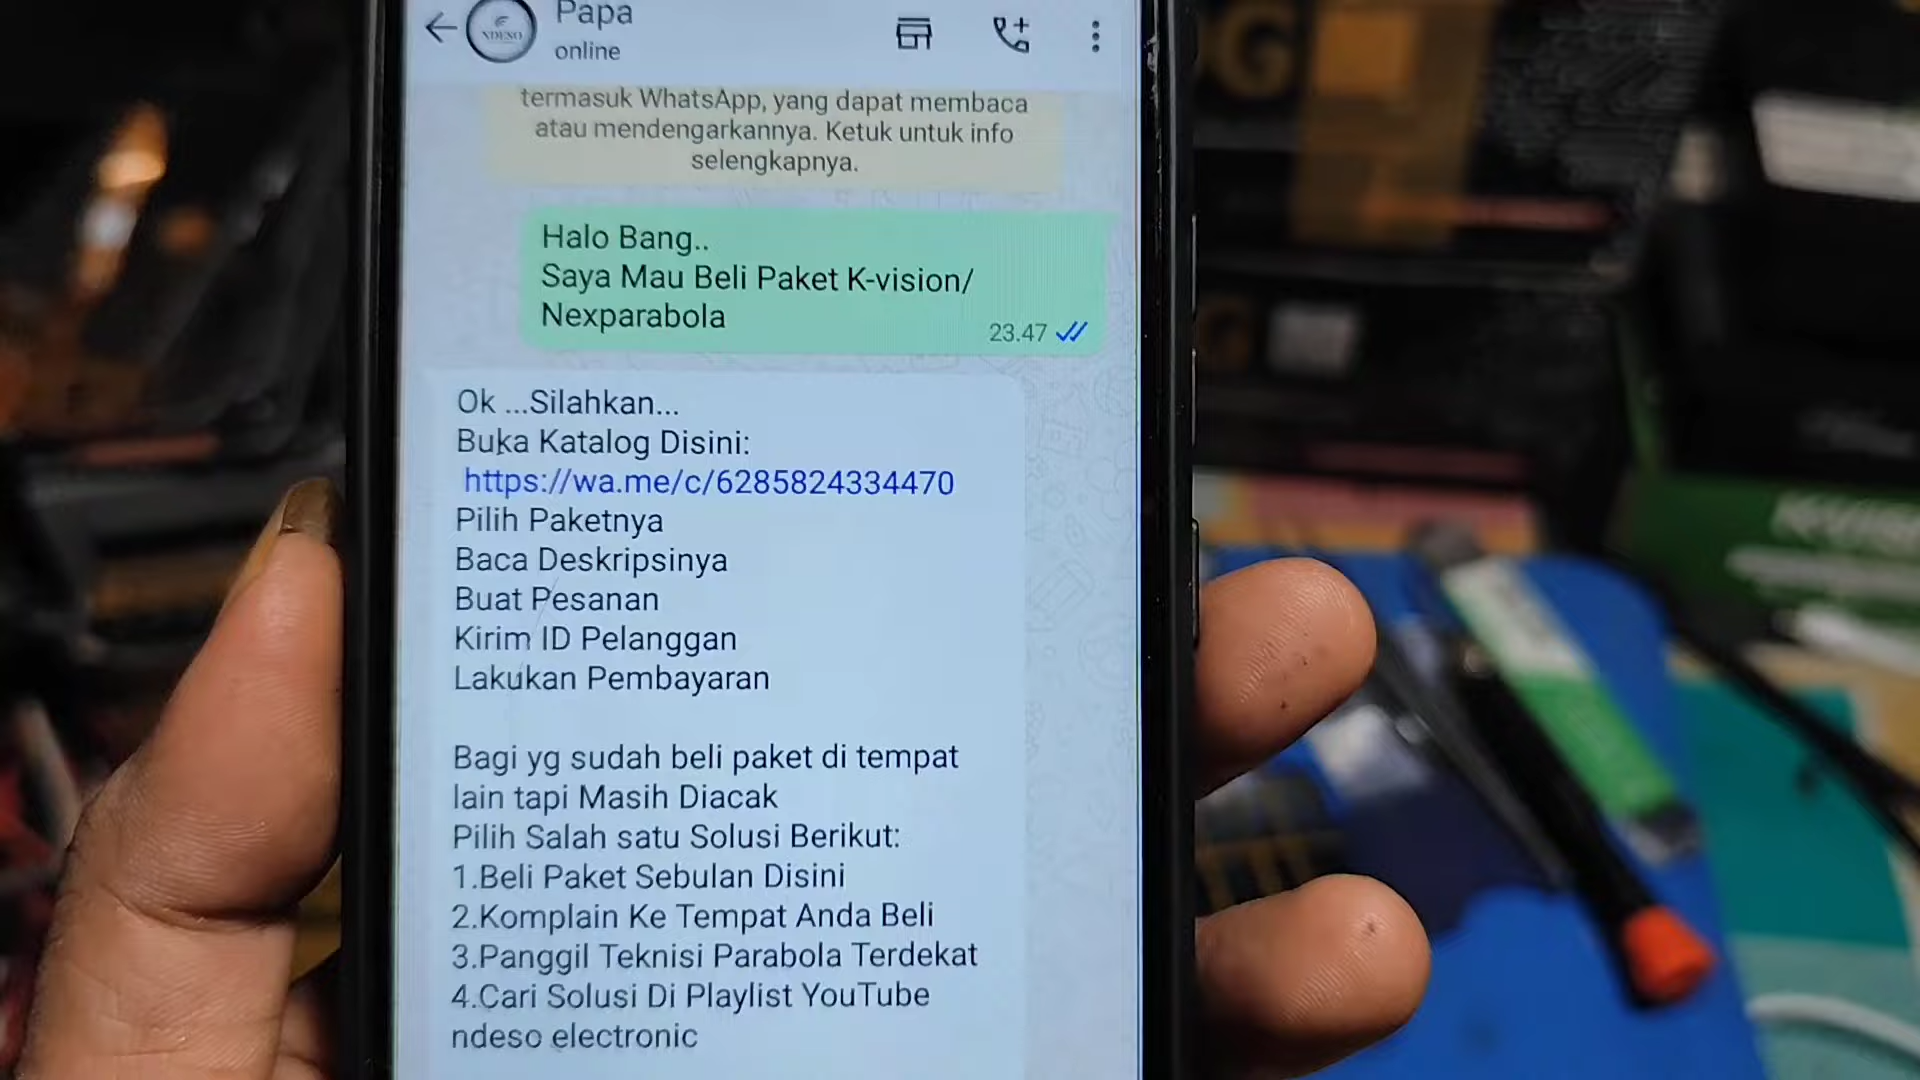 Papa
NDESO
online
termasuk WhatsApp, yang dapat membaca
atau mendengarkannya. Ketuk untuk info
selengkapnya.
Halo Bang..
Saya Mau Beli Paket K-vision/
Nexparabola
23.47
Ok ...Silahkan...
Buka Katalog Disini:
https://wa.me/c/6285824334470
Pilih Paketnya
Baca Deskripsinya
Buat Pesanan
Kirim ID Pelanggan
Lakukan Pembayaran
Bagi yg sudah beli paket di tempat
lain tapi Masih Diacak
Pilih Salah satu Solusi Berikut:
1.Beli Paket Sebulan Disini
2.Komplain Ke Tempat Anda Beli
3.Panggil Teknisi Parabola Terdekat
4.Cari Solusi Di Playlist YouTube
ndeso electronic